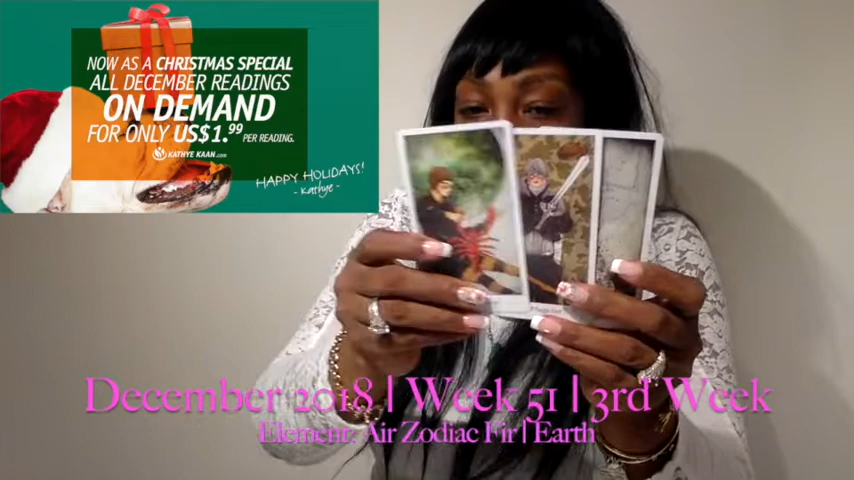 NOW AS A CHRISTMAS SPECIAL
ALL DECEMBER READINGS
ON DEMAND
FOR ONLY US$1.99 PER READING.
KATHYE KAAN.com
HAPPY HOLIDAYS!
- Kathye -
December 2018 | Week 51 | 3rd Week
Element: Air Zodiac Fir | Earth